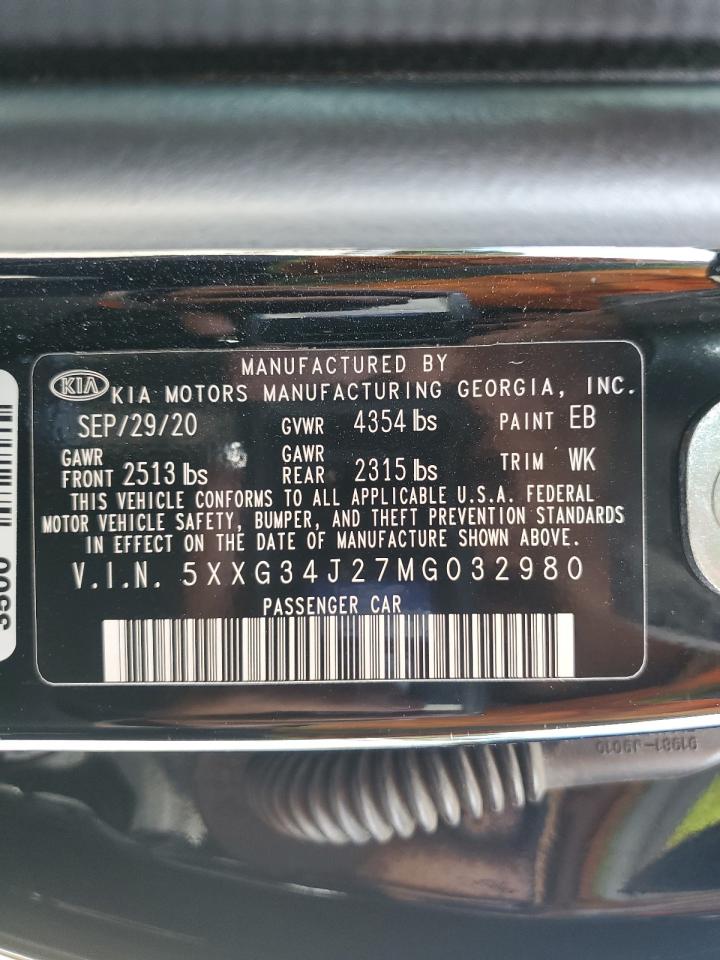 MANUFACTURED BY
KIA KIA MOTORS MANUFACTURING GEORGIA, INC.
SEP/29/20 GVWR 4354 lbs PAINT EB
GAWR FRONT 2513 lbs GAWR REAR 2315 lbs TRIM WK
THIS VEHICLE CONFORMS TO ALL APPLICABLE U.S.A. FEDERAL
MOTOR VEHICLE SAFETY, BUMPER, AND THEFT PREVENTION STANDARDS
IN EFFECT ON THE DATE OF MANUFACTURE SHOWN ABOVE.
V.I.N. 5XXG34J27MG032980
PASSENGER CAR